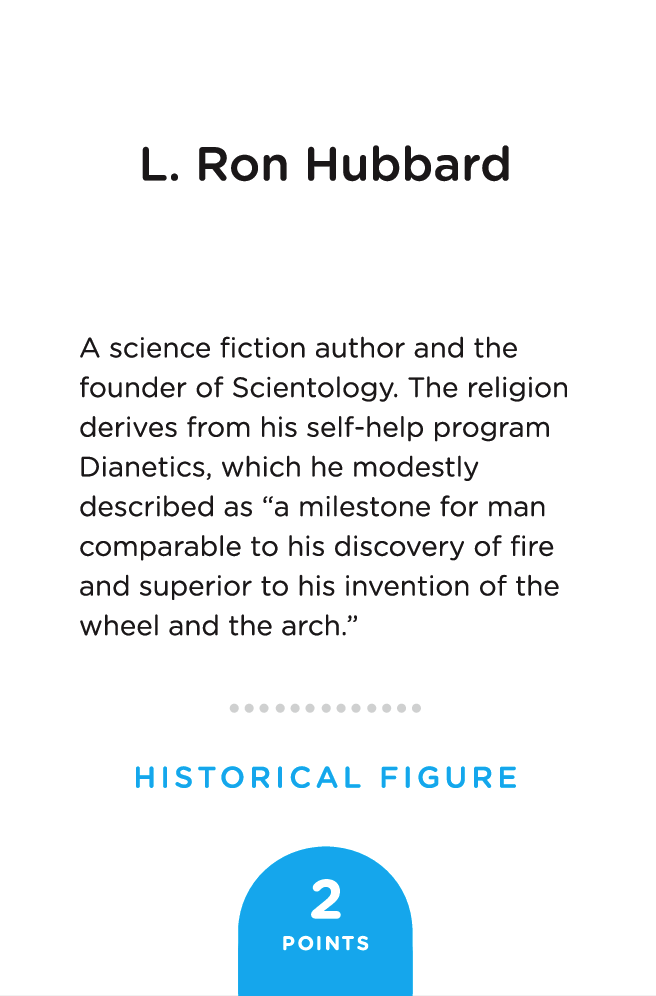 L. Ron Hubbard
A science fiction author and the
founder of Scientology. The religion
derives from his self-help program
Dianetics, which he modestly
described as “a milestone for man
comparable to his discovery of fire
and superior to his invention of the
wheel and the arch.”
HISTORICAL FIGURE
2
POINTS